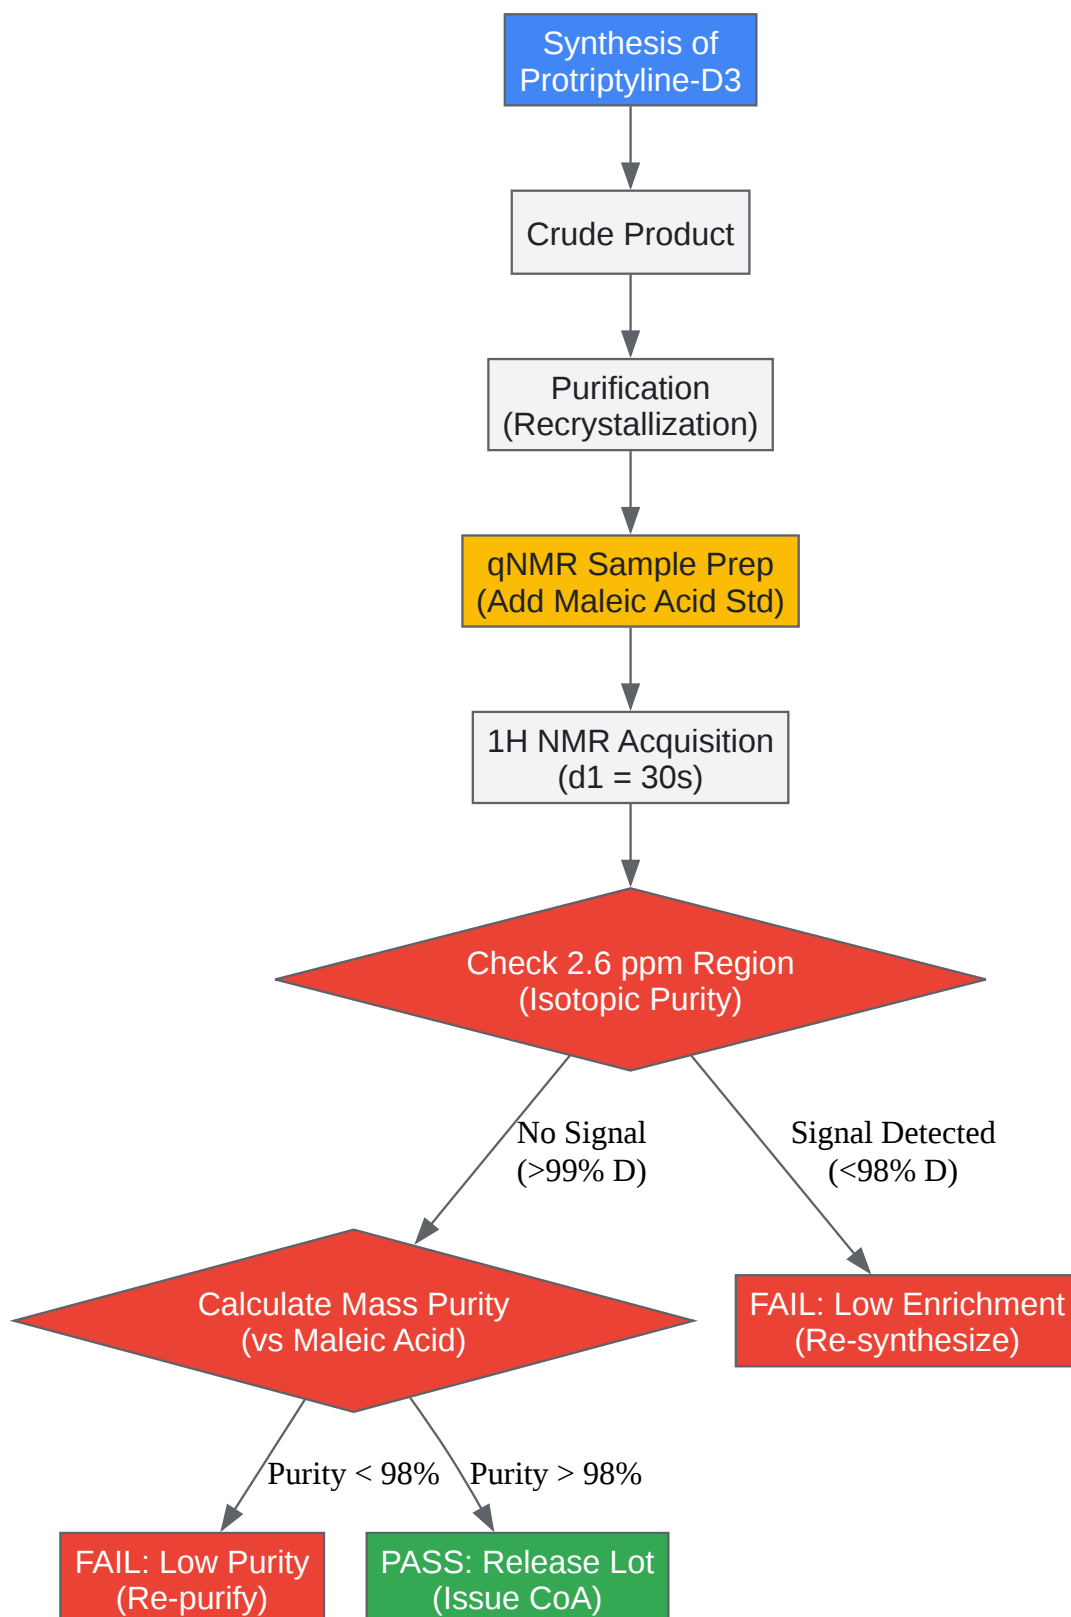 Synthesis of
Protriptyline-D3
Crude Product
Purification
(Recrystallization)
qNMR Sample Prep
(Add Maleic Acid Std)
1H NMR Acquisition
(d1 = 30s)
Check 2.6 ppm Region
(Isotopic Purity)
No Signal
(>99% D)
Signal Detected
(<98% D)
Calculate Mass Purity
(vs Maleic Acid)
FAIL: Low Enrichment
(Re-synthesize)
Purity < 98%
Purity > 98%
FAIL: Low Purity
(Re-purify)
PASS: Release Lot
(Issue CoA)